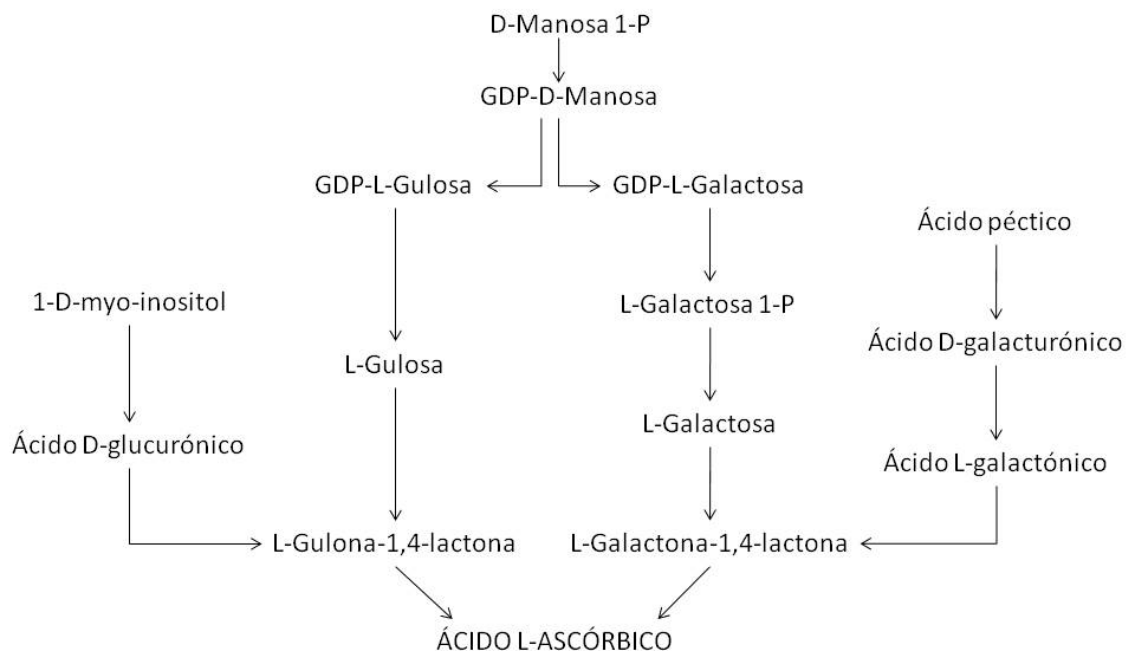 D-Manosa 1-P
GDP-D-Manosa
GDP-L-Gulosa
GDP-L-Galactosa
Ácido péctico
1-D-myo-inositol
L-Galactosa 1-P
Ácido D-galacturónico
L-Gulosa
L-Galactosa
Ácido D-glucurónico
Ácido L-galactónico
L-Gulona-1,4-lactona
L-Galactona-1,4-lactona
ÁCIDO L-ASCÓRBICO